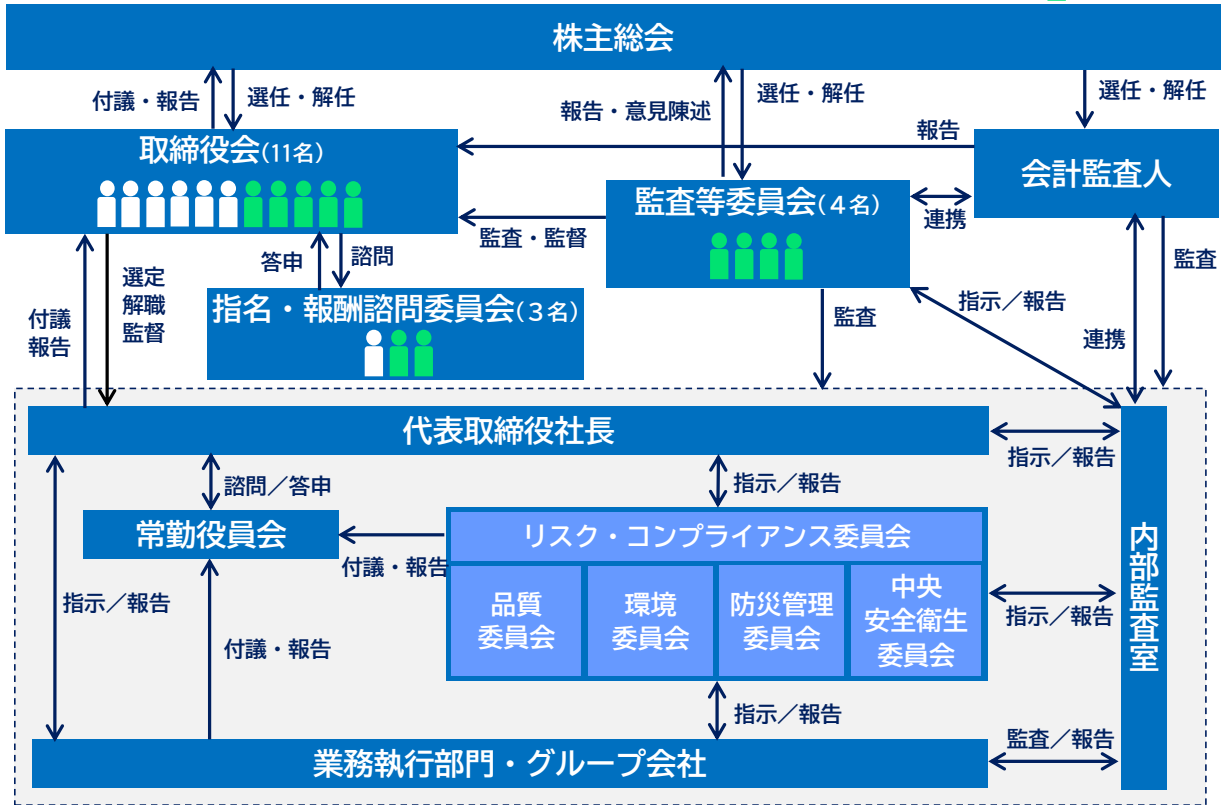 株主総会
付議・報告
選任・解任
報告・意見陳述
選任・解任
選任・解任
取締役会(11名)
報告
会計監査人
監査等委員会(4名)
連携
監査・監督
答申
諮問
監査
選定
解職
監督
付議
報告
指名・報酬諮問委員会(3名)
監査
指示／報告
連携
代表取締役社長
指示／報告
諮問／答申
指示／報告
常勤役員会
付議・報告
リスク・コンプライアンス委員会
品質
委員会
環境
委員会
防災管理
委員会
中央
安全衛生
委員会
指示／報告
内部監査室
指示／報告
付議・報告
指示／報告
監査／報告
業務執行部門・グループ会社